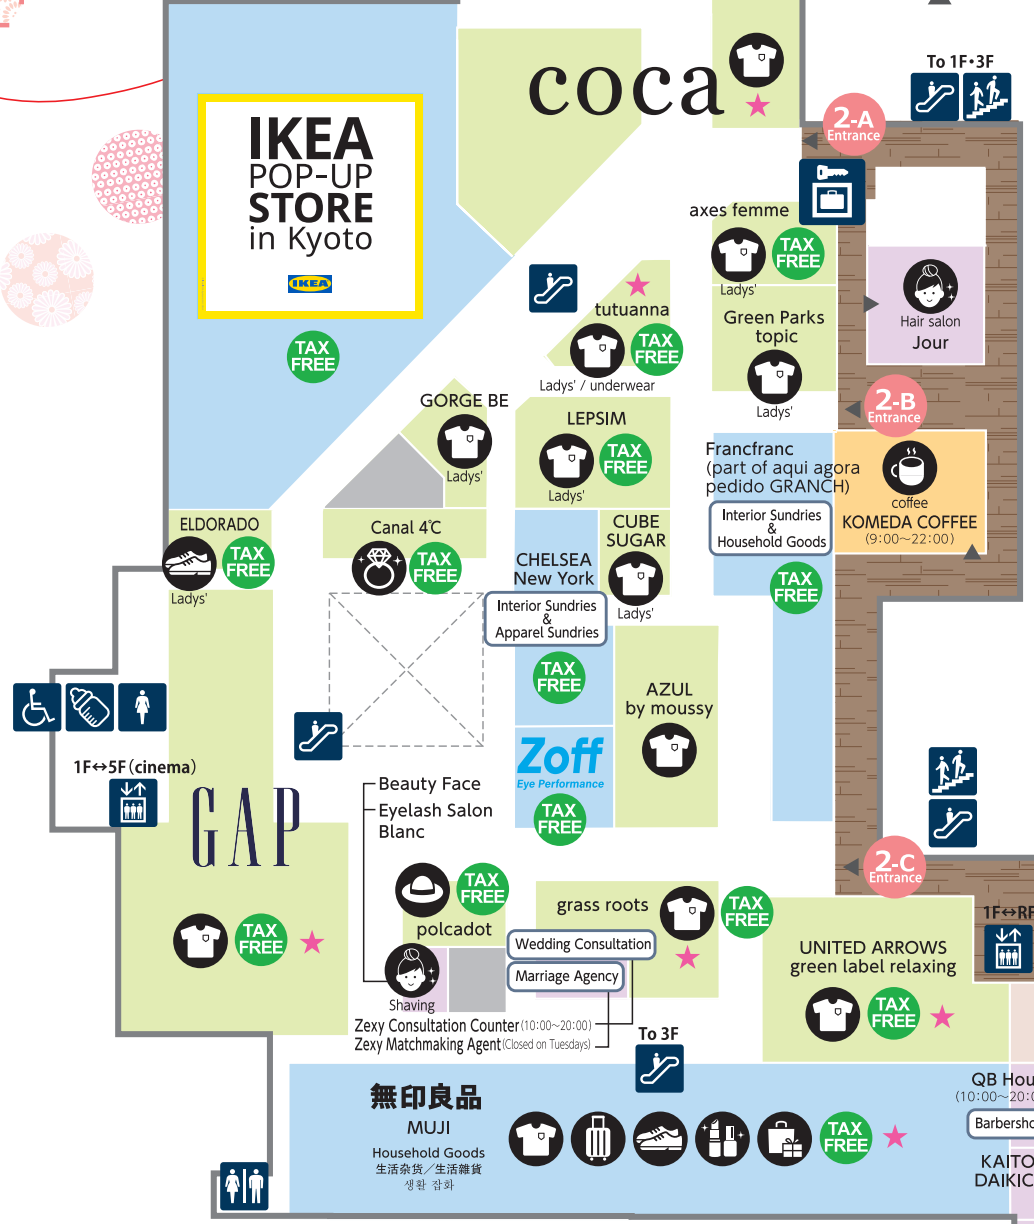 To 1F・3F
coca
2-A
Entrance
IKEA
POP-UP
STORE
in Kyoto
IKEA
TAX
FREE
axes femme
TAX
FREE
Ladys'
Hair salon
Jour
tutuanna
TAX
FREE
Ladys' / underwear
Green Parks
topic
Ladys'
GORGE BE
Ladys'
LEPSIM
TAX
FREE
Ladys'
2-B
Entrance
Francfranc
(part of aqui agora
pedido GRANCH)
Interior Sundries
&
Household Goods
TAX
FREE
coffee
KOMEDA COFFEE
(9:00～22:00)
ELDORADO
TAX
FREE
Ladys'
Canal 4℃
TAX
FREE
CHELSEA
New York
Interior Sundries
&
Apparel Sundries
TAX
FREE
CUBE
SUGAR
Ladys'
AZUL
by moussy
Zoff
Eye Performance
TAX
FREE
1F⇔5F(cinema)
GAP
TAX
FREE
Beauty Face
Eyelash Salon
Blanc
TAX
FREE
polcadot
Shaving
grass roots
TAX
FREE
Wedding Consultation
Marriage Agency
Zexy Consultation Counter(10:00～20:00)
Zexy Matchmaking Agent(Closed on Tuesdays)
2-C
Entrance
1F⇔RF
UNITED ARROWS
green label relaxing
TAX
FREE
To 3F
無印良品
MUJI
Household Goods
生活杂货／生活雜貨
생활 잡화
TAX
FREE
QB Hou
(10:00～20:0
Barbersho
KAITO
DAIKIC